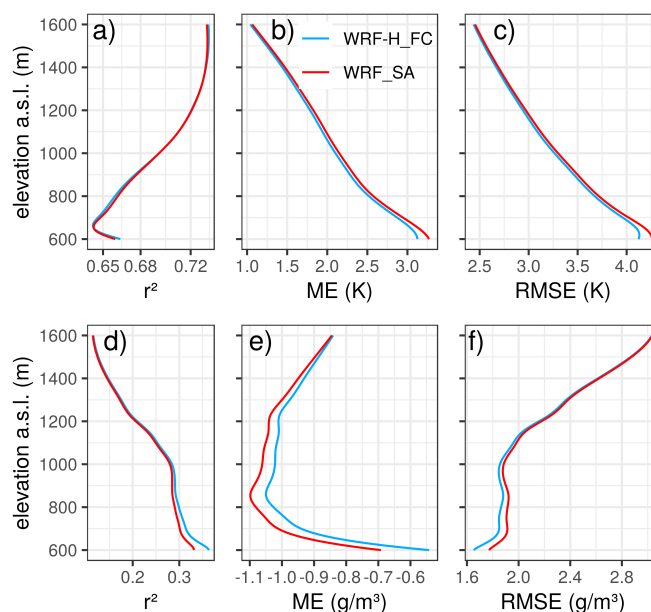 a)
b)
c)
WRF-H_FC
WRF_SA
elevation a.s.l. (m)
1600
1400
1200
1000
800
600
0.65 0.68 0.72
r²
1.0 1.5 2.0 2.5 3.0
ME (K)
2.5 3.0 3.5 4.0
RMSE (K)
d)
e)
f)
elevation a.s.l. (m)
1600
1400
1200
1000
800
600
0.2 0.3
r²
-1.1 -1.0 -0.9 -0.8 -0.7 -0.6
ME (g/m³)
1.6 2.0 2.4 2.8
RMSE (g/m³)